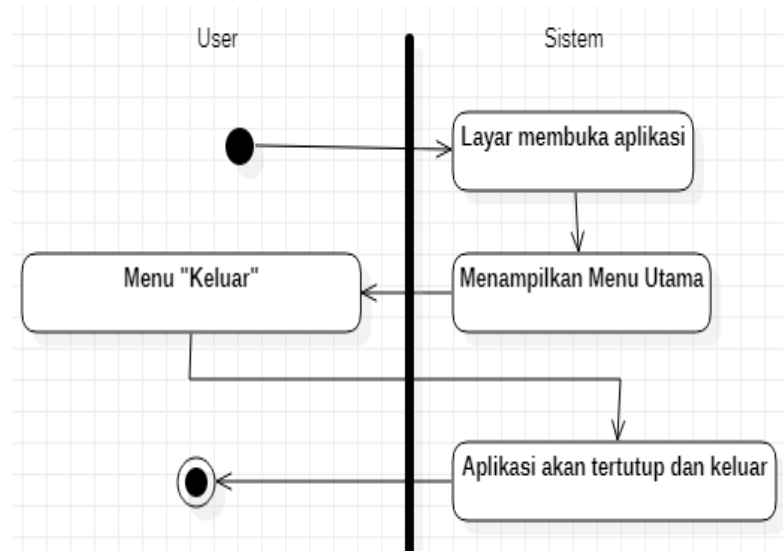 User
Sistem
Layar membuka aplikasi
Menu "Keluar"
Menampilkan Menu Utama
Aplikasi akan tertutup dan keluar